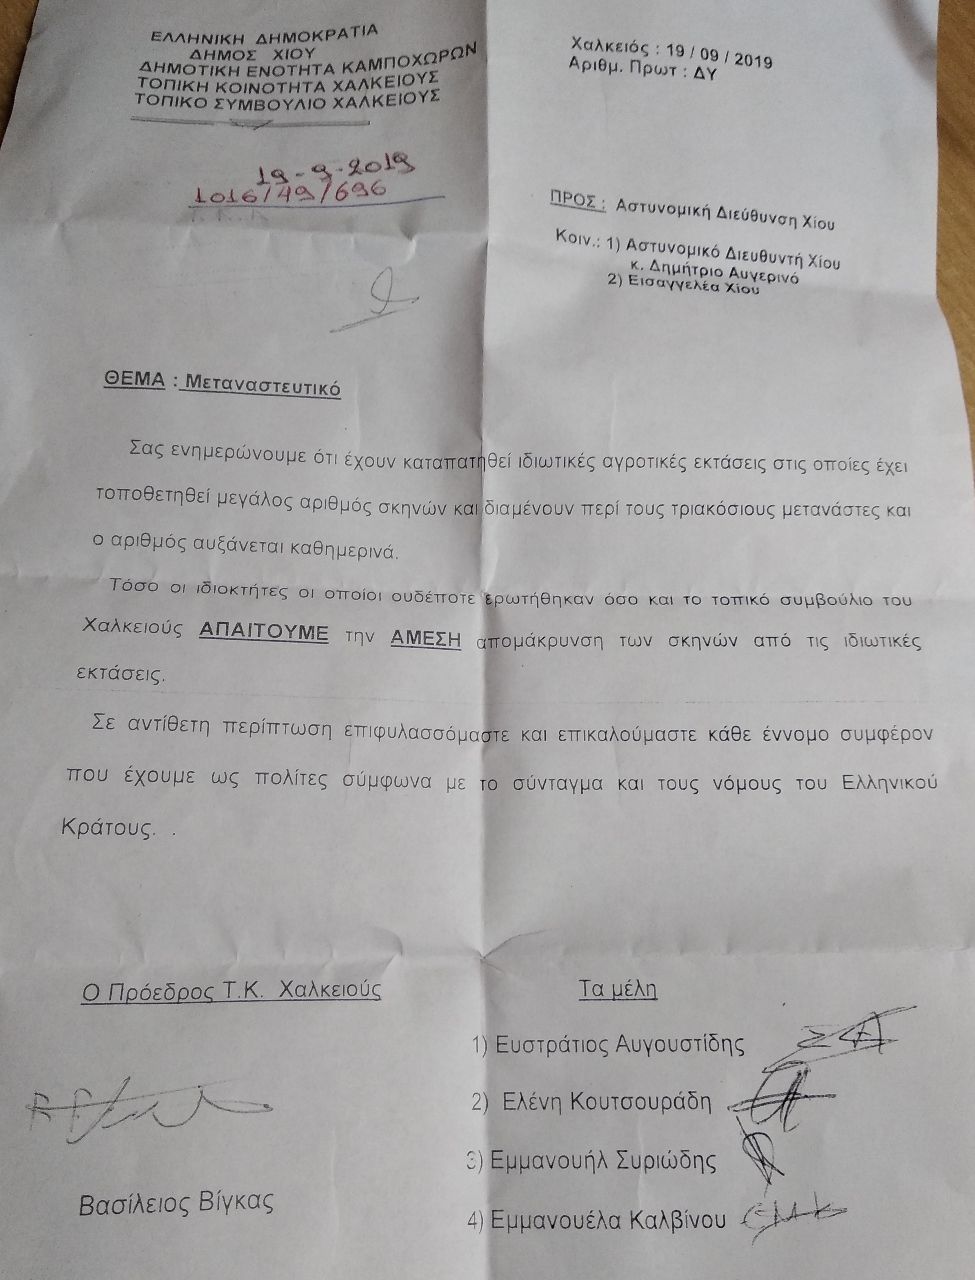 ΕΛΛΗΝΙΚΗ ΔΗΜΟΚΡΑΤΙΑ
ΔΗΜΟΣ ΧΙΟΥ
ΔΗΜΟΤΙΚΗ ΕΝΟΤΗΤΑ ΚΑΜΠΟΧΩΡΩΝ
ΤΟΠΙΚΗ ΚΟΙΝΟΤΗΤΑ ΧΑΛΚΕΙΟΥΣ
ΤΟΠΙΚΟ ΣΥΜΒΟΥΛΙΟ ΧΑΛΚΕΙΟΥΣ
Χαλκειός : 19 / 09 / 2019
Αριθμ. Πρωτ : ΔΥ
19-9-2019
1016/49/696
ΠΡΟΣ : Αστυνομική Διεύθυνση Χίου
Κοιν.: 1) Αστυνομικό Διευθυντή Χίου
κ. Δημήτριο Αυγερινό
2) Εισαγγελέα Χίου
ΘΕΜΑ : Μεταναστευτικό
Σας ενημερώνουμε ότι έχουν καταπατηθεί ιδιωτικές αγροτικές εκτάσεις στις οποίες έχει
τοποθετηθεί μεγάλος αριθμός σκηνών και διαμένουν περί τους τριακόσιους μετανάστες και
ο αριθμός αυξάνεται καθημερινά.
Τόσο οι ιδιοκτήτες οι οποίοι ουδέποτε ερωτήθηκαν όσο και το τοπικό συμβούλιο του
Χαλκειούς ΑΠΑΙΤΟΥΜΕ την ΑΜΕΣΗ απομάκρυνση των σκηνών από τις ιδιωτικές
εκτάσεις.
Σε αντίθετη περίπτωση επιφυλασσόμαστε και επικαλούμαστε κάθε έννομο συμφέρον
που έχουμε ως πολίτες σύμφωνα με το σύνταγμα και τους νόμους του Ελληνικού
Κράτους. .
Ο Πρόεδρος Τ.Κ. Χαλκειούς
Βασίλειος Βίγκας
Τα μέλη
1) Ευστράτιος Αυγουστίδης
2) Ελένη Κουτσουράδη
3) Εμμανουήλ Συριώδης
4) Εμμανουέλα Καλβίνου